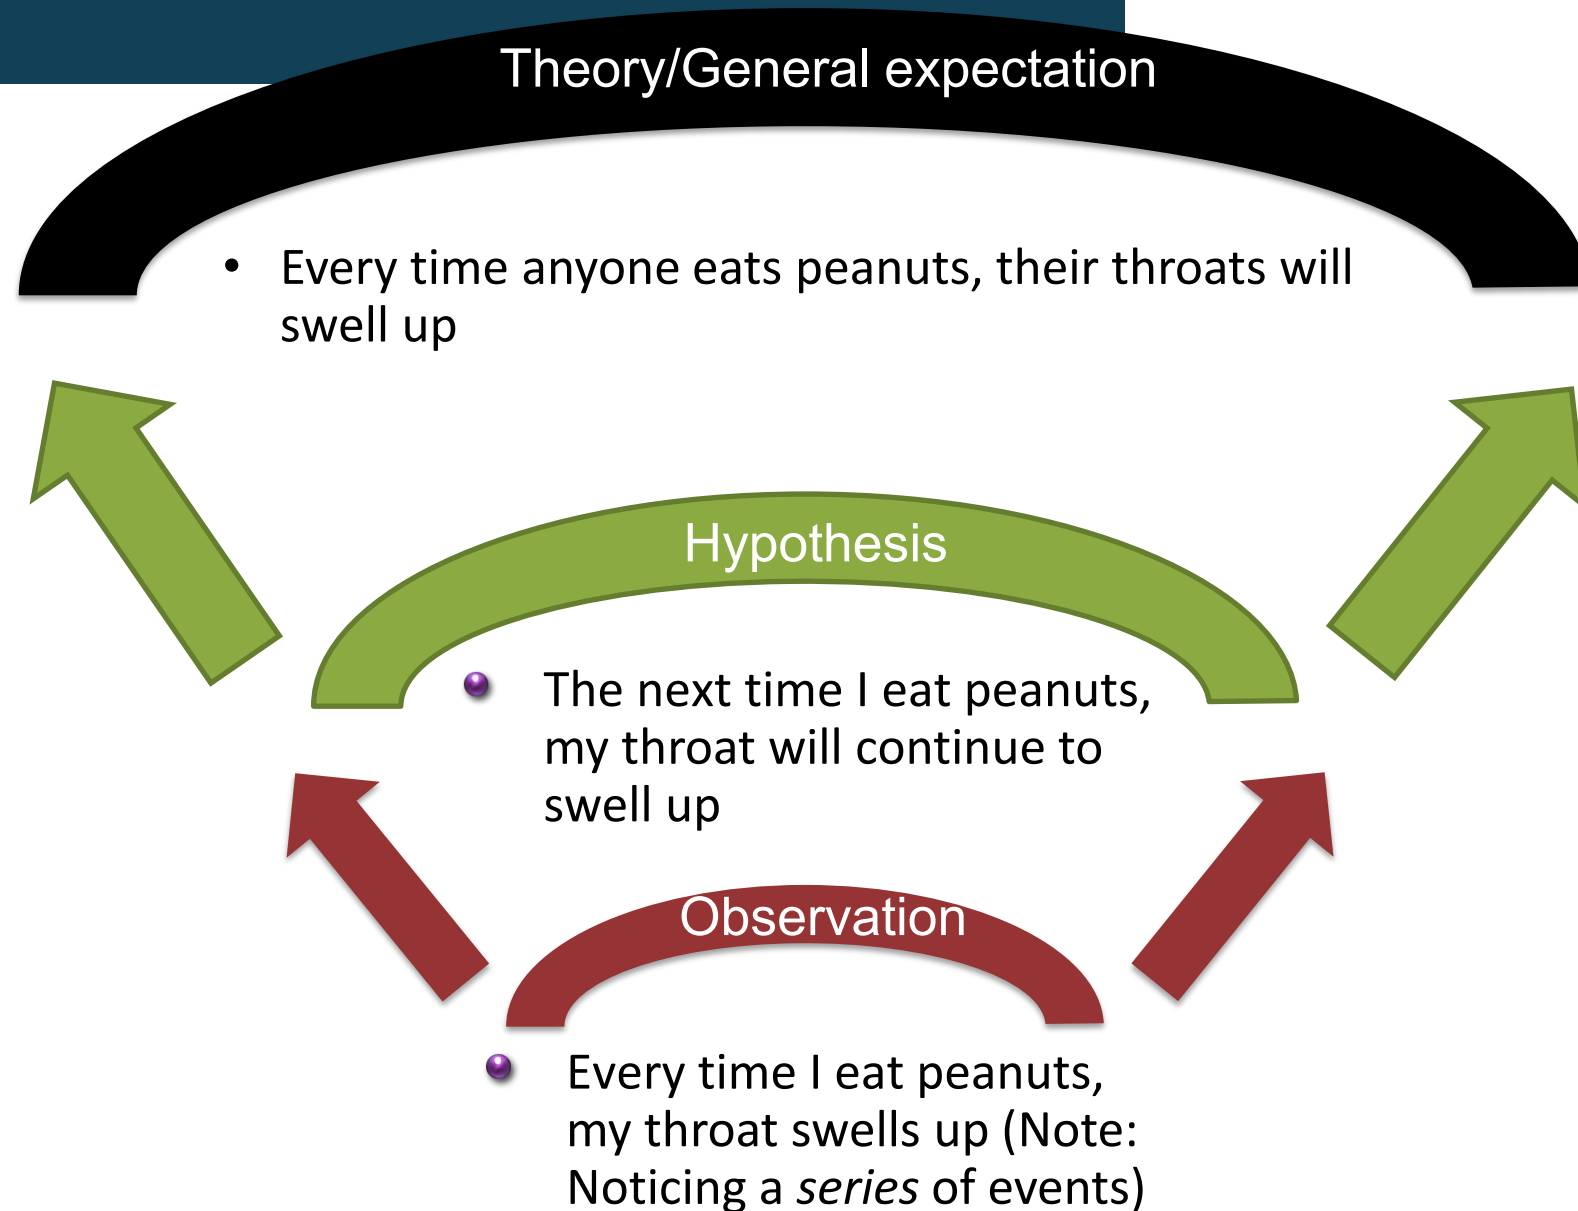 Theory/General expectation
• Every time anyone eats peanuts, their throats will
swell up
Hypothesis
The next time I eat peanuts,
my throat will continue to
swell up
Observation
Every time I eat peanuts,
my throat swells up (Note:
Noticing a series of events)